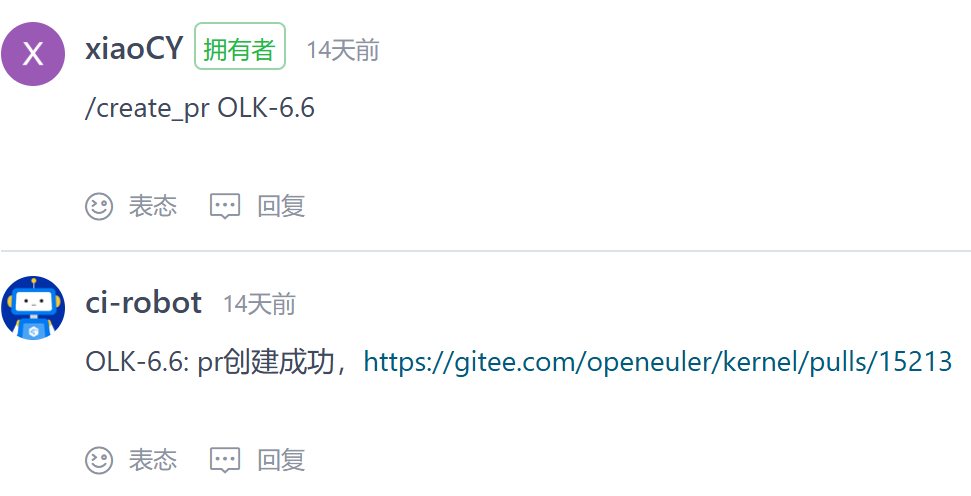 X
xiaoCY 拥有者 14天前
/create_pr OLK-6.6
表态 回复
ci-robot 14天前
OLK-6.6: pr创建成功，https://gitee.com/openeuler/kernel/pulls/15213
表态 回复